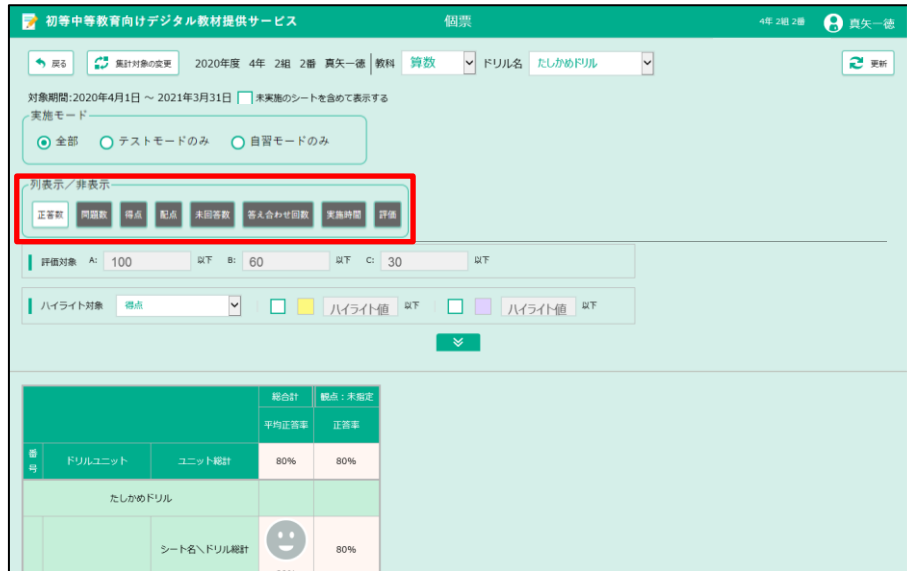 初等中等教育向けデジタル教材提供サービス 個票 4年 2組 2番 真矢一徳
戻る 集計対象の変更 2020年度 4年 2組 2番 真矢一徳 教科 算数 ドリル名 たしかめドリル 更新
対象期間:2020年4月1日 ～ 2021年3月31日 未実施のシートを含めて表示する
実施モード
全部 テストモードのみ 自習モードのみ
列表示／非表示
正答数 問題数 得点 配点 未回答数 答え合わせ回数 実施時間 評価
評価対象 A: 100 以下 B: 60 以下 C: 30 以下
ハイライト対象 得点 ハイライト値 以下 ハイライト値 以下
総合計 観点：未指定
平均正答率 正答率
番号 ドリルユニット ユニット総計 80% 80%
たしかめドリル
シート名＼ドリル総計 80%